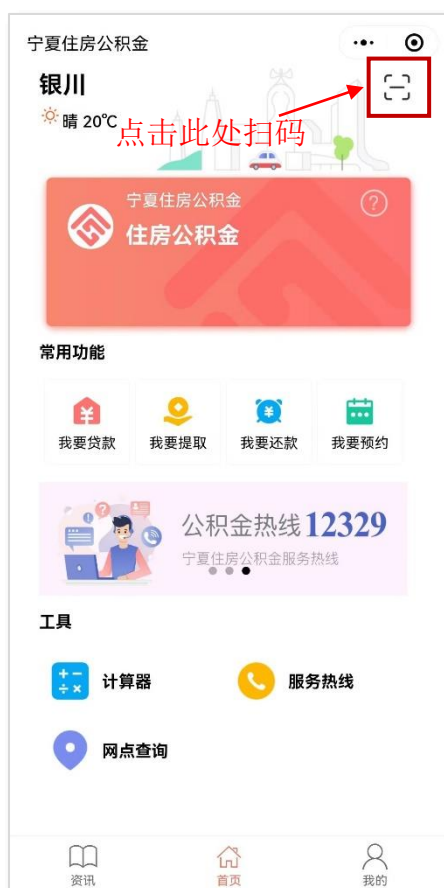 宁夏住房公积金
银川
晴 20℃
点击此处扫码
宁夏住房公积金
住房公积金
常用功能
我要贷款 我要提取 我要还款 我要预约
公积金热线 12329
宁夏住房公积金服务热线
工具
计算器 服务热线
网点查询
资讯 首页 我的